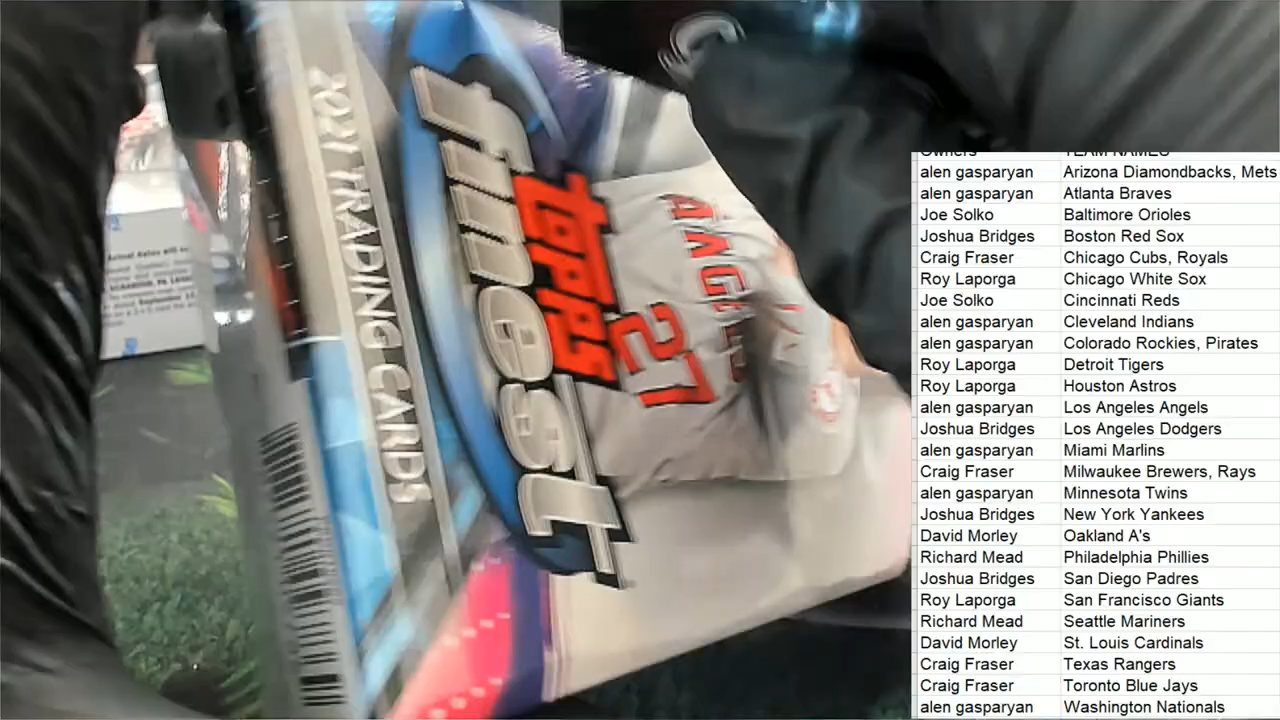 2021 TRADING CARDS
finest
topps
ANGELS
27
Owners TEAM NAMES
alen gasparyan Arizona Diamondbacks, Mets
alen gasparyan Atlanta Braves
Joe Solko Baltimore Orioles
Joshua Bridges Boston Red Sox
Craig Fraser Chicago Cubs, Royals
Roy Laporga Chicago White Sox
Joe Solko Cincinnati Reds
alen gasparyan Cleveland Indians
alen gasparyan Colorado Rockies, Pirates
Roy Laporga Detroit Tigers
Roy Laporga Houston Astros
alen gasparyan Los Angeles Angels
Joshua Bridges Los Angeles Dodgers
alen gasparyan Miami Marlins
Craig Fraser Milwaukee Brewers, Rays
alen gasparyan Minnesota Twins
Joshua Bridges New York Yankees
David Morley Oakland A's
Richard Mead Philadelphia Phillies
Joshua Bridges San Diego Padres
Roy Laporga San Francisco Giants
Richard Mead Seattle Mariners
David Morley St. Louis Cardinals
Craig Fraser Texas Rangers
Craig Fraser Toronto Blue Jays
alen gasparyan Washington Nationals